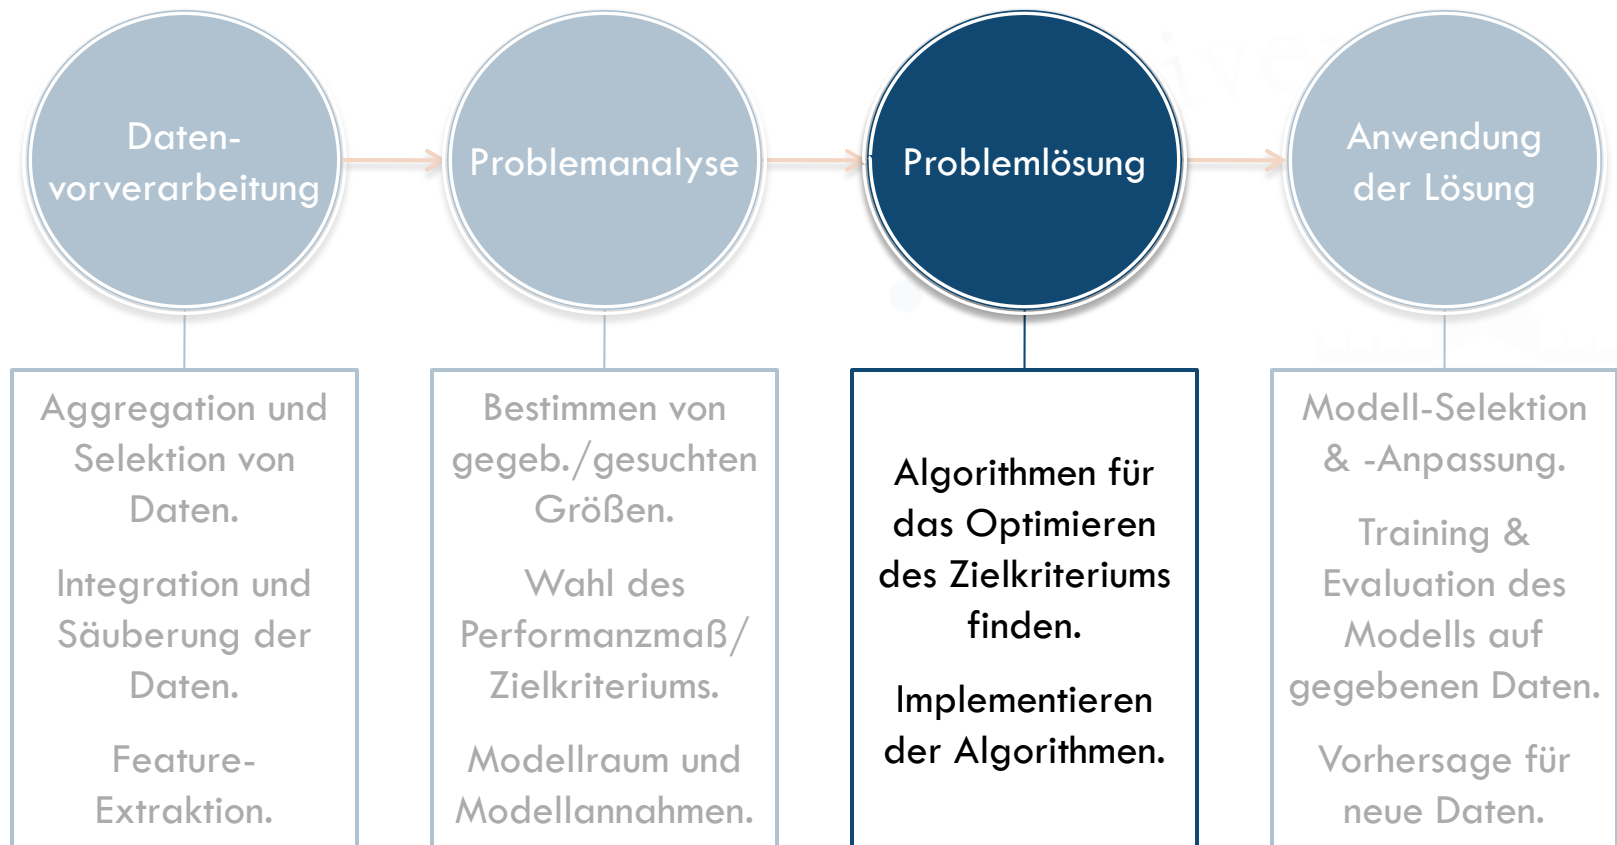 Daten-
vorverarbeitung
Problemanalyse
Problemlösung
Anwendung
der Lösung
Aggregation und
Selektion von
Daten.
Integration und
Säuberung der
Daten.
Feature-
Extraktion.
Bestimmen von
gegeb./gesuchten
Größen.
Wahl des
Performanzmaß/
Zielkriteriums.
Modellraum und
Modellannahmen.
Algorithmen für
das Optimieren
des Zielkriteriums
finden.
Implementieren
der Algorithmen.
Modell-Selektion
& -Anpassung.
Training &
Evaluation des
Modells auf
gegebenen Daten.
Vorhersage für
neue Daten.